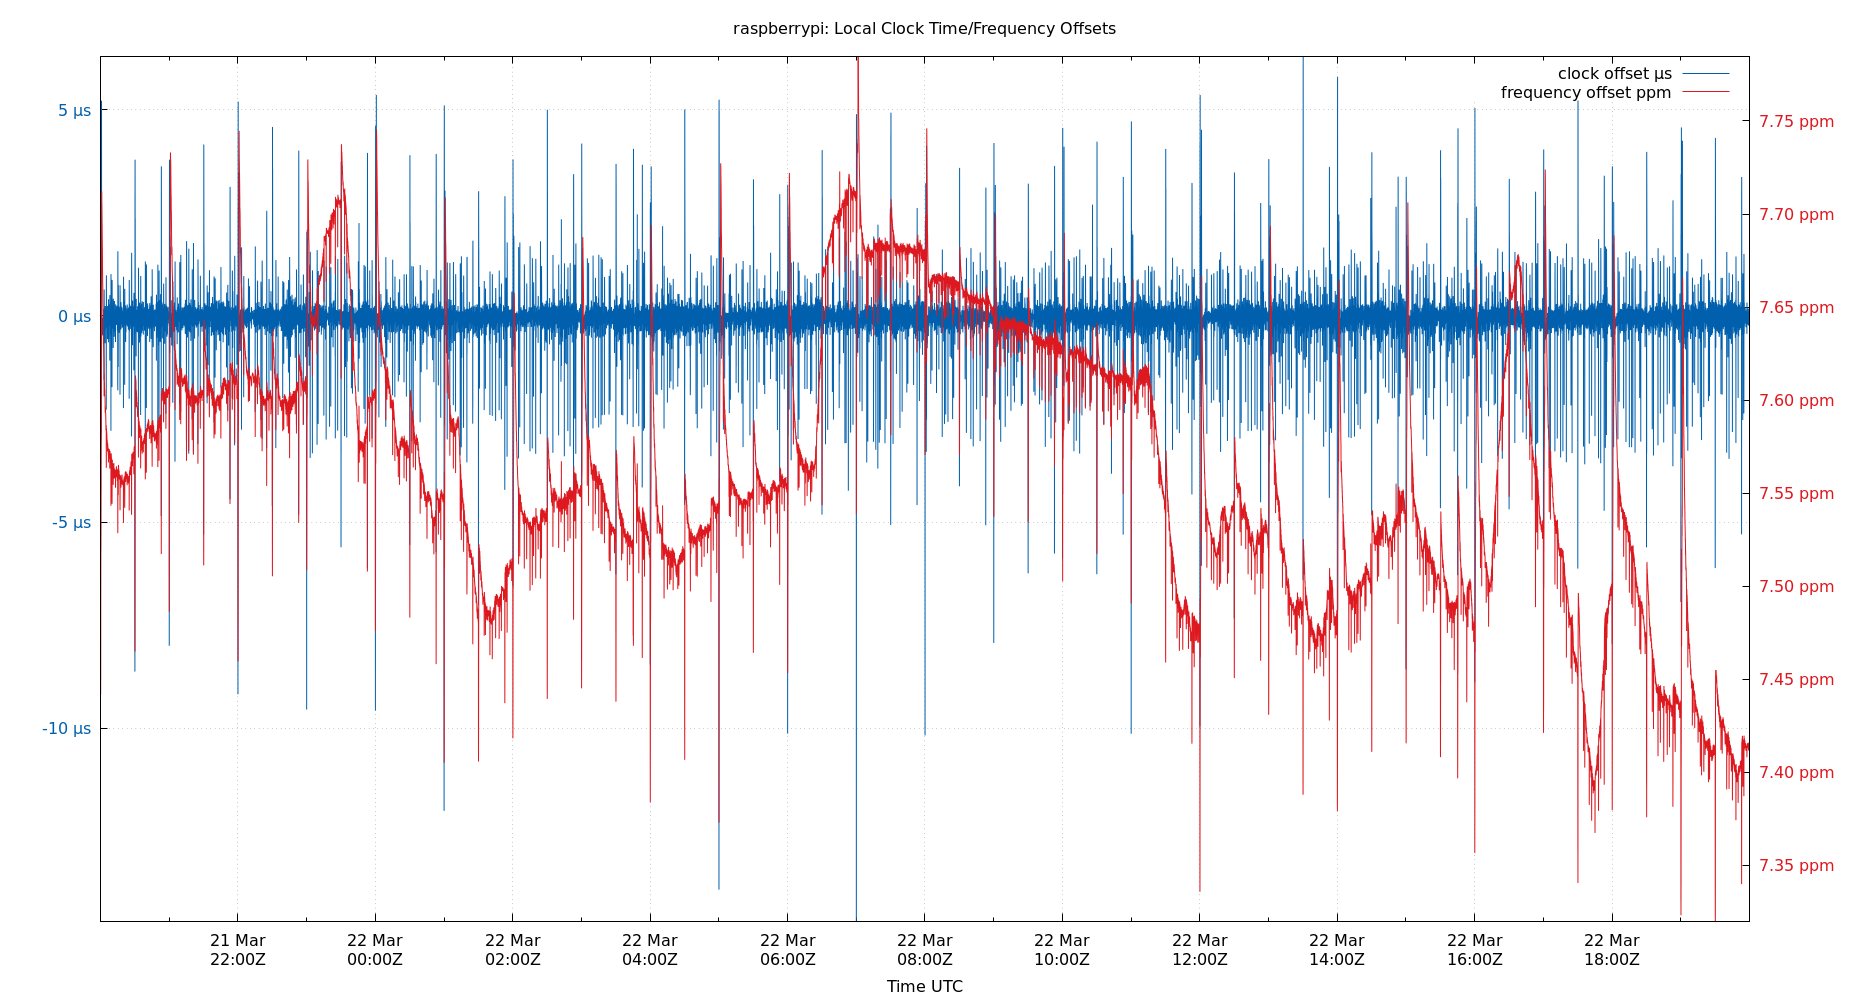 raspberrypi: Local Clock Time/Frequency Offsets
clock offset µs
frequency offset ppm
5 µs
0 µs
-5 µs
-10 µs
7.75 ppm
7.70 ppm
7.65 ppm
7.60 ppm
7.55 ppm
7.50 ppm
7.45 ppm
7.40 ppm
7.35 ppm
21 Mar 22 Mar 22 Mar 22 Mar 22 Mar 22 Mar 22 Mar 22 Mar 22 Mar 22 Mar 22 Mar
22:00Z 00:00Z 02:00Z 04:00Z 06:00Z 08:00Z 10:00Z 12:00Z 14:00Z 16:00Z 18:00Z
Time UTC